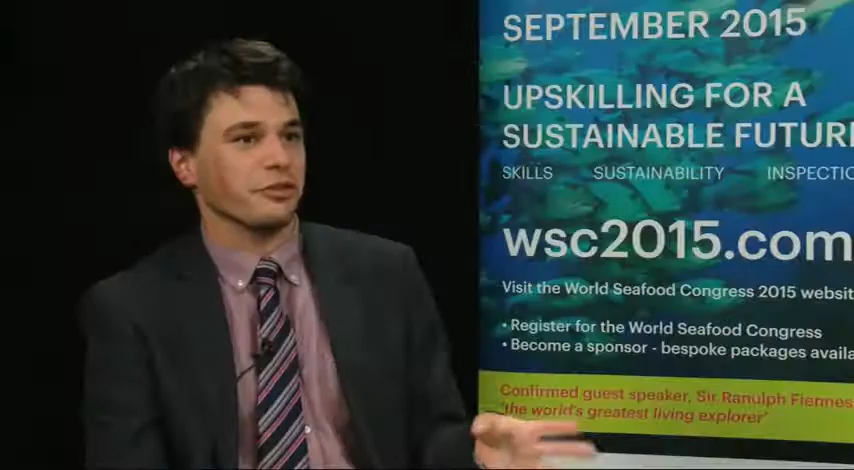 SEPTEMBER 2015
UPSKILLING FOR A
SUSTAINABLE FUTUR
SKILLS SUSTAINABILITY INSPECTIO
wsc2015.com
Visit the World Seafood Congress 2015 websit
• Register for the World Seafood Congress
• Become a sponsor - bespoke packages availa
Confirmed guest speaker, Sir Ranulph Fiennes
'the world's greatest living explorer'